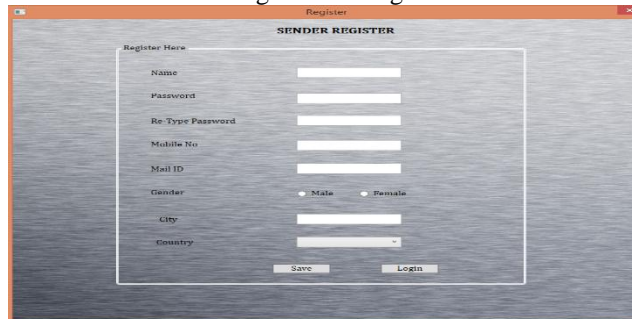 Register
SENDER REGISTER
Register Here
Name
Password
Re-Type Password
Mobile No
Mail ID
Gender
Male Female
City
Country
Save Login